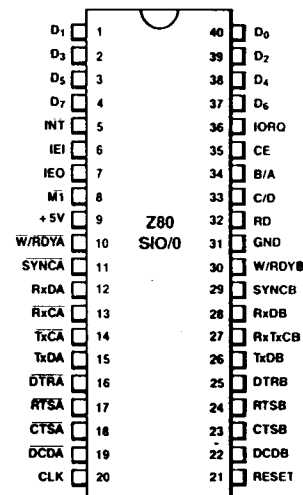 D1 1 40 D0
D3 2 39 D2
D5 3 38 D4
D7 4 37 D6
INT 5 36 IORQ
IEI 6 35 CE
IEO 7 34 B/A
M1 8 33 C/D
+5V 9 32 RD
Z80
SIO/0
W/RDYA 10 31 GND
SYNCA 11 30 W/RDYB
RxDA 12 29 SYNCB
RxCA 13 28 RxDB
TxCA 14 27 RxTxCB
TxDA 15 26 TxDB
DTRA 16 25 DTRB
RTSA 17 24 RTSB
CTSA 18 23 CTSB
DCDA 19 22 DCDB
CLK 20 21 RESET